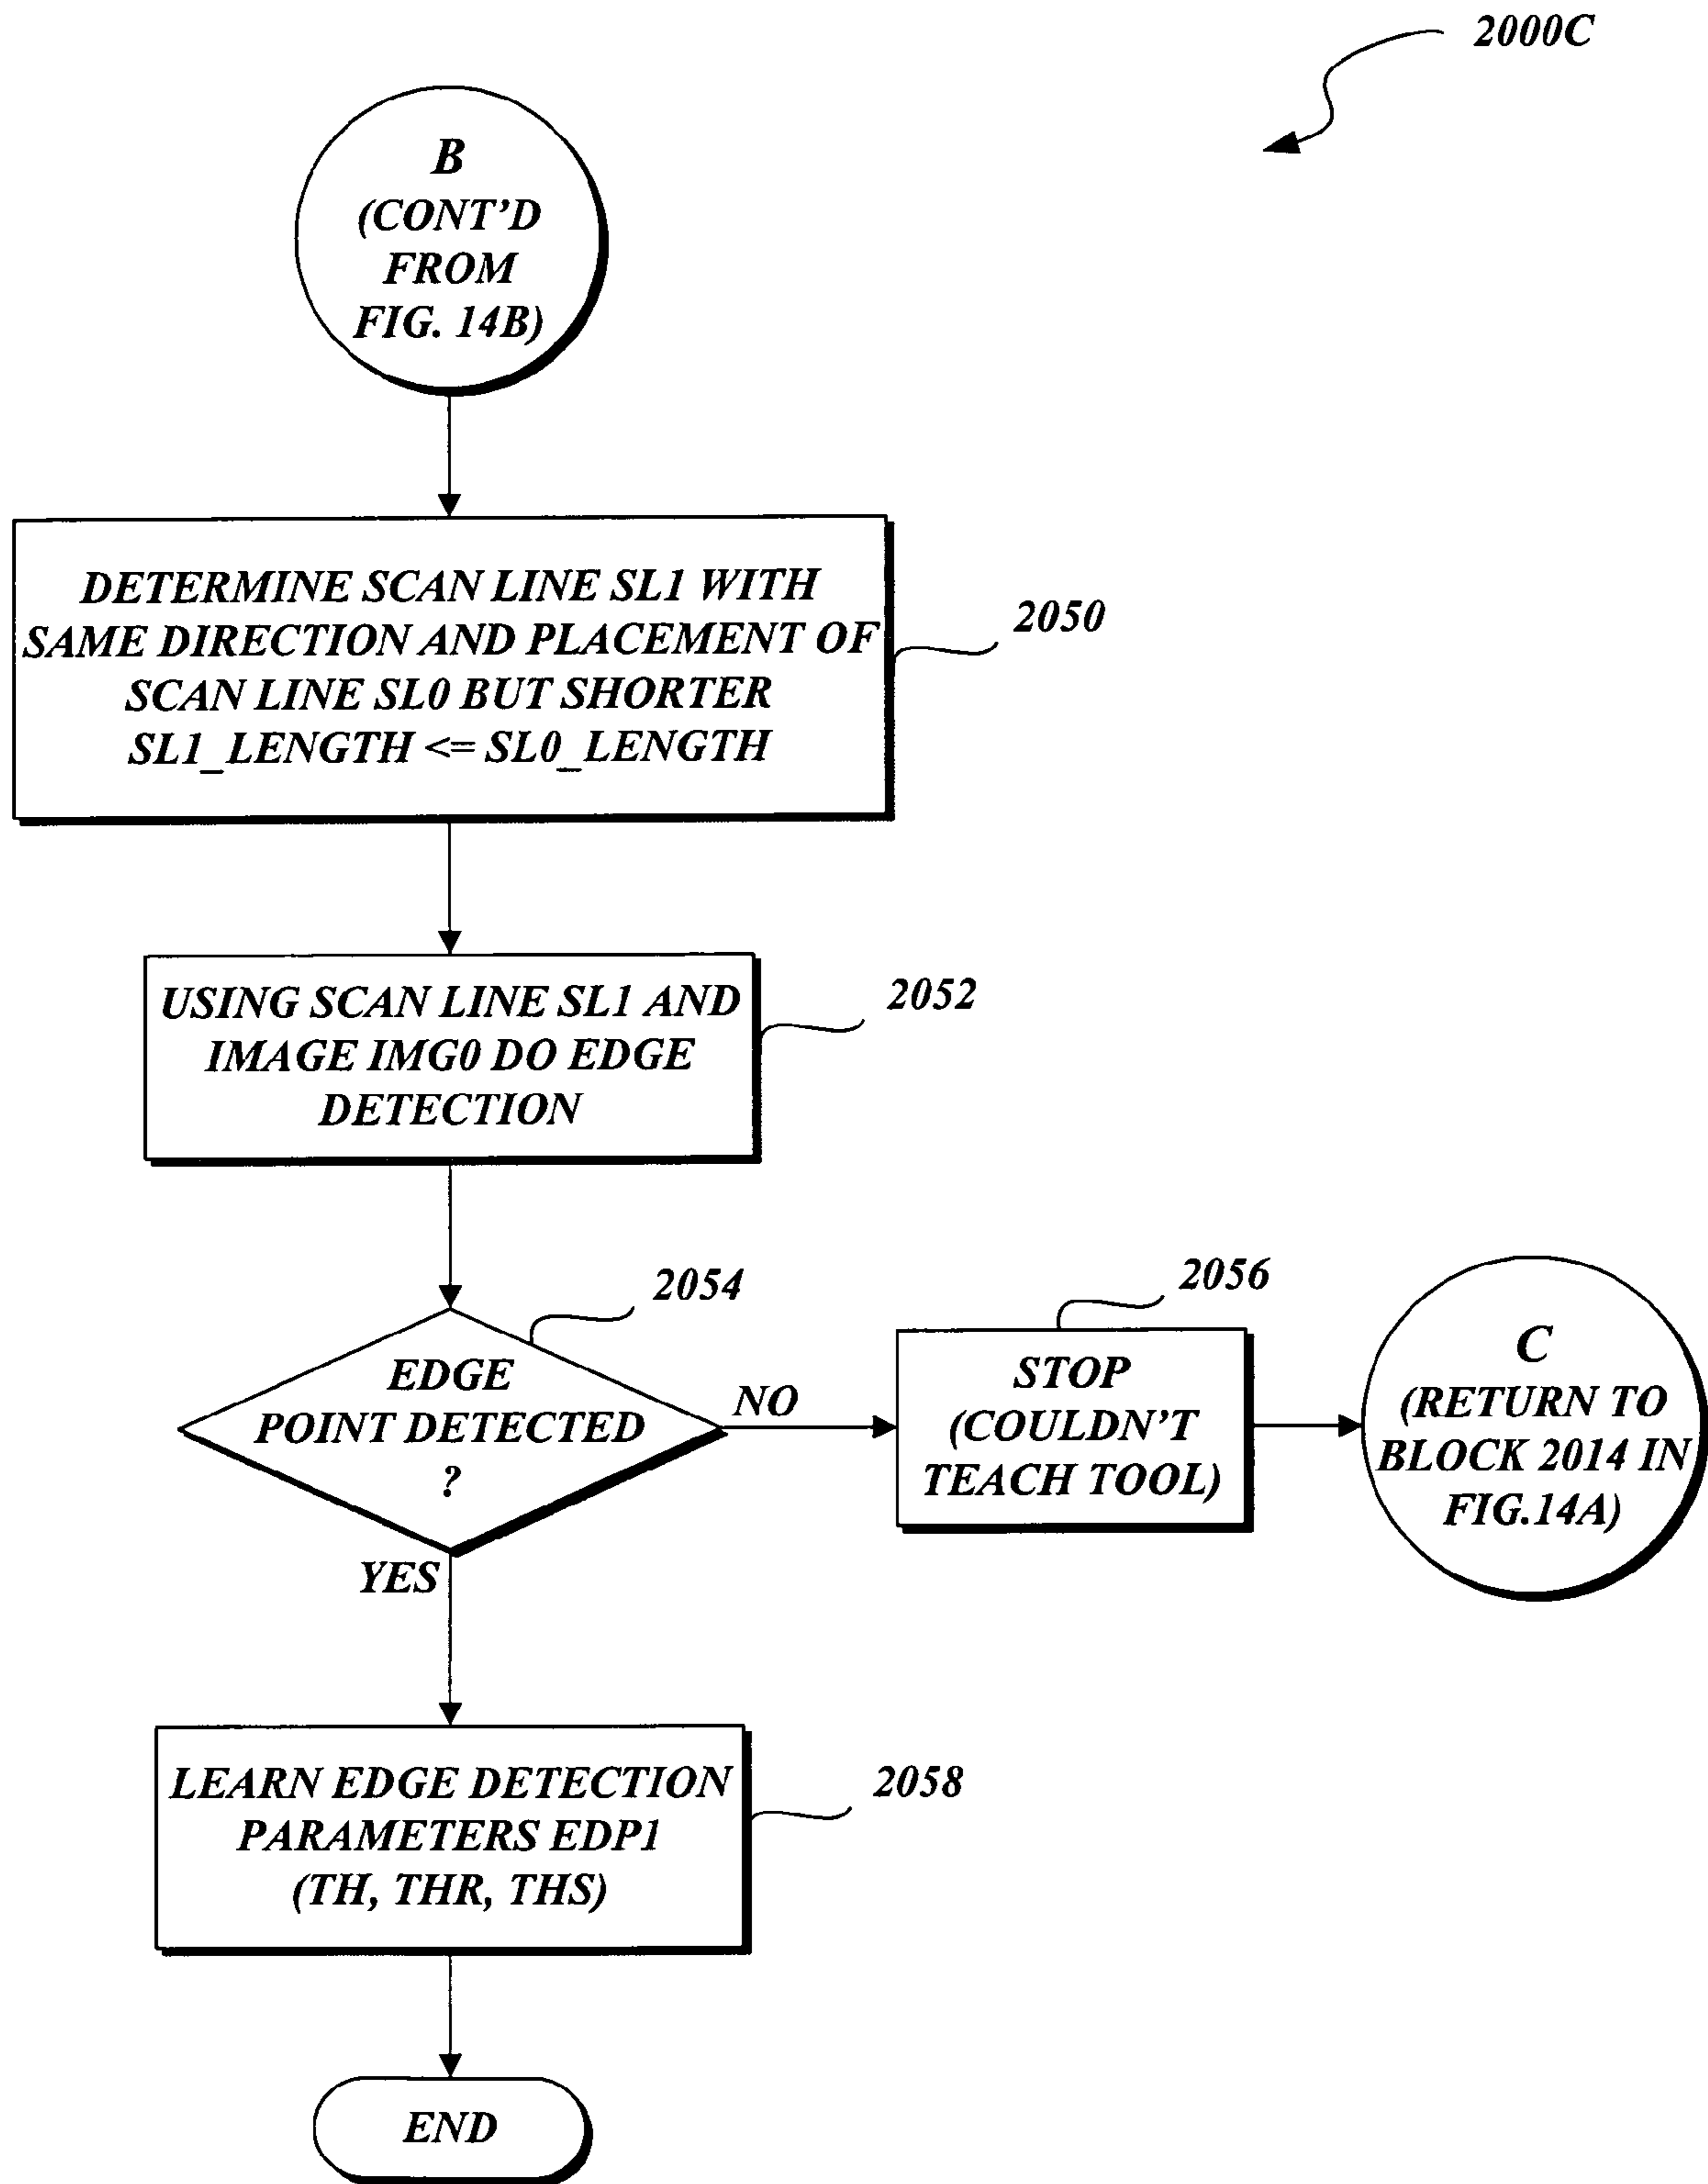 2000C
B
(CONT'D
FROM
FIG. 14B)
DETERMINE SCAN LINE SL1 WITH
SAME DIRECTION AND PLACEMENT OF
SCAN LINE SL0 BUT SHORTER
SL1_LENGTH <= SL0_LENGTH
2050
USING SCAN LINE SL1 AND
IMAGE IMG0 DO EDGE
DETECTION
2052
EDGE
POINT DETECTED
?
2054
NO
STOP
(COULDN'T
TEACH TOOL)
2056
C
(RETURN TO
BLOCK 2014 IN
FIG.14A)
YES
LEARN EDGE DETECTION
PARAMETERS EDP1
(TH, THR, THS)
2058
END